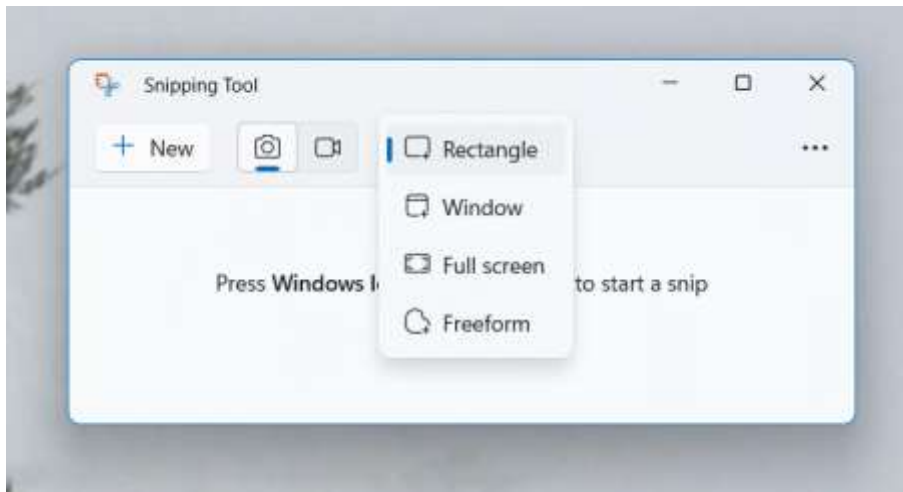 Snipping Tool
New
Rectangle
Window
Full screen
Press Windows to start a snip
Freeform